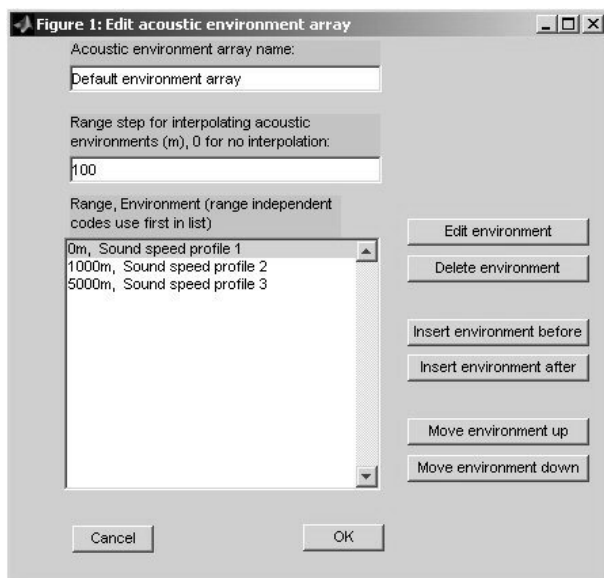 Figure 1: Edit acoustic environment array
Acoustic environment array name:
Default environment array
Range step for interpolating acoustic
environments (m), 0 for no interpolation:
100
Range, Environment (range independent
codes use first in list)
0m, Sound speed profile 1
1000m, Sound speed profile 2
5000m, Sound speed profile 3
Edit environment
Delete environment
Insert environment before
Insert environment after
Move environment up
Move environment down
Cancel
OK